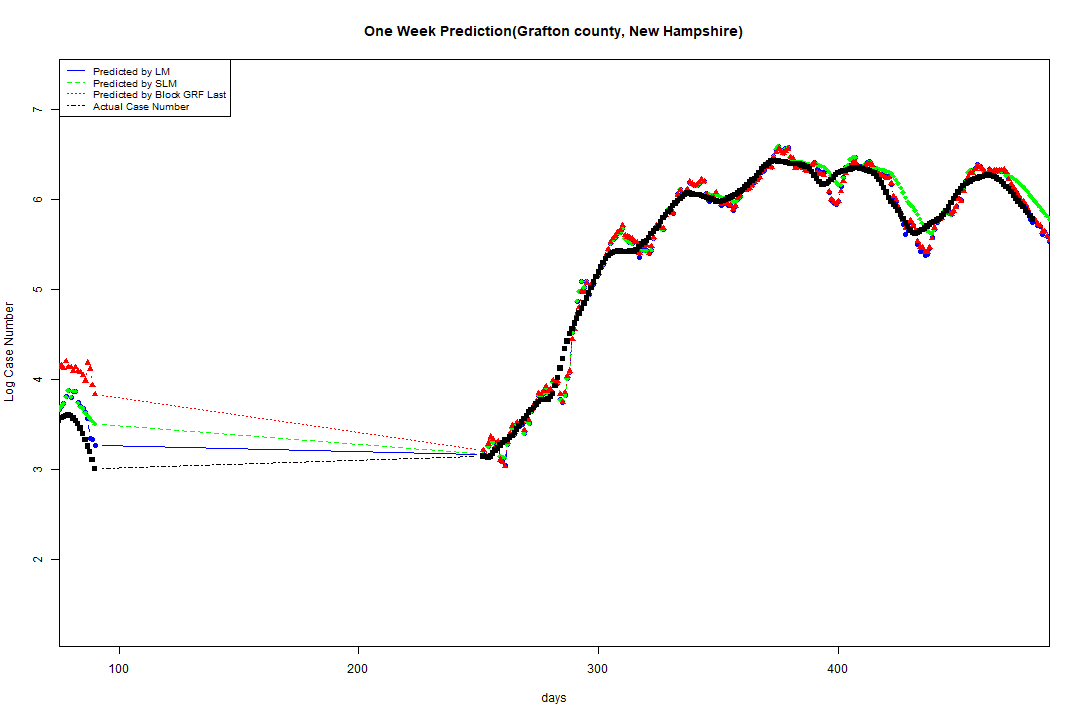 One Week Prediction(Grafton county, New Hampshire)
Predicted by LM
Predicted by SLM
Predicted by Block GRF Last
Actual Case Number
7
6
5
4
3
2
Log Case Number
100 200 300 400
days